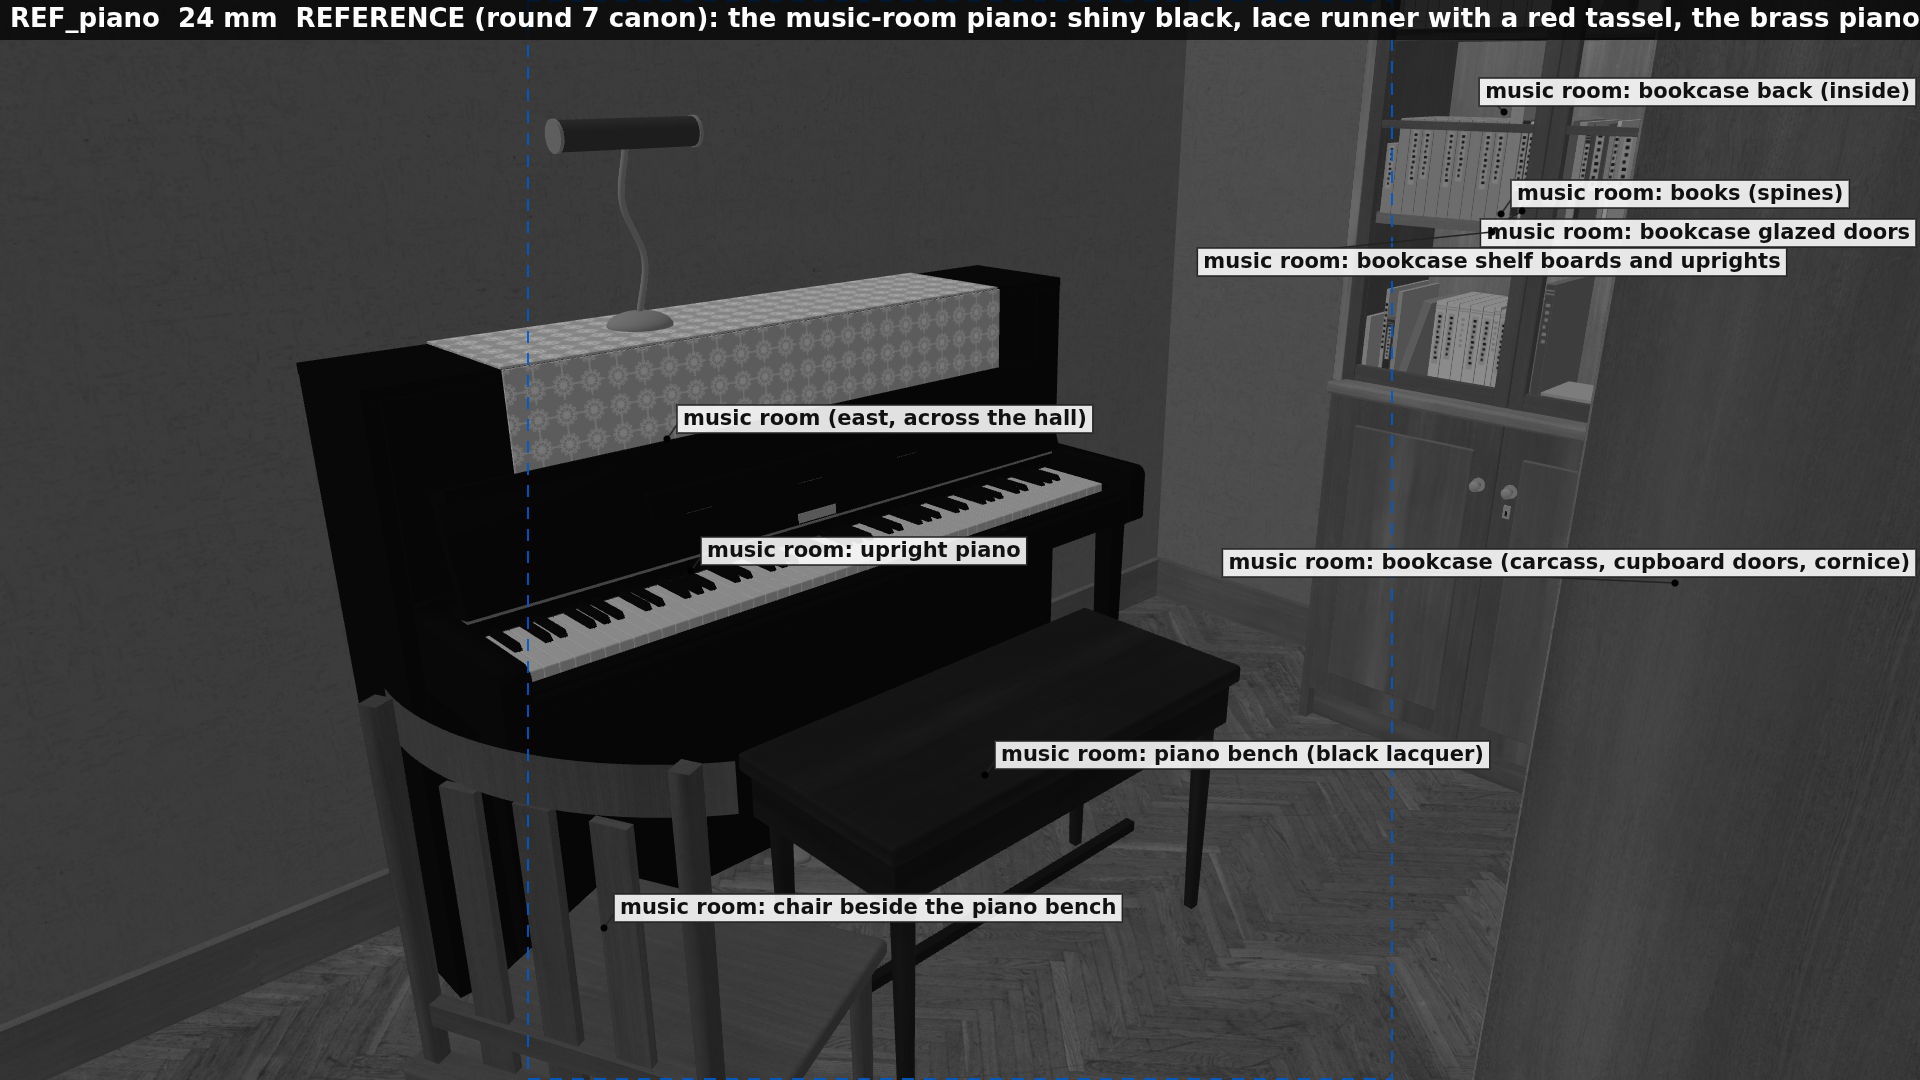 REF_piano  24 mm  REFERENCE (round 7 canon): the music-room piano: shiny black, lace runner with a red tassel, the brass piano
music room: bookcase back (inside)
music room: books (spines)
music room: bookcase glazed doors
music room: bookcase shelf boards and uprights
music room (east, across the hall)
music room: upright piano
music room: bookcase (carcass, cupboard doors, cornice)
music room: piano bench (black lacquer)
music room: chair beside the piano bench